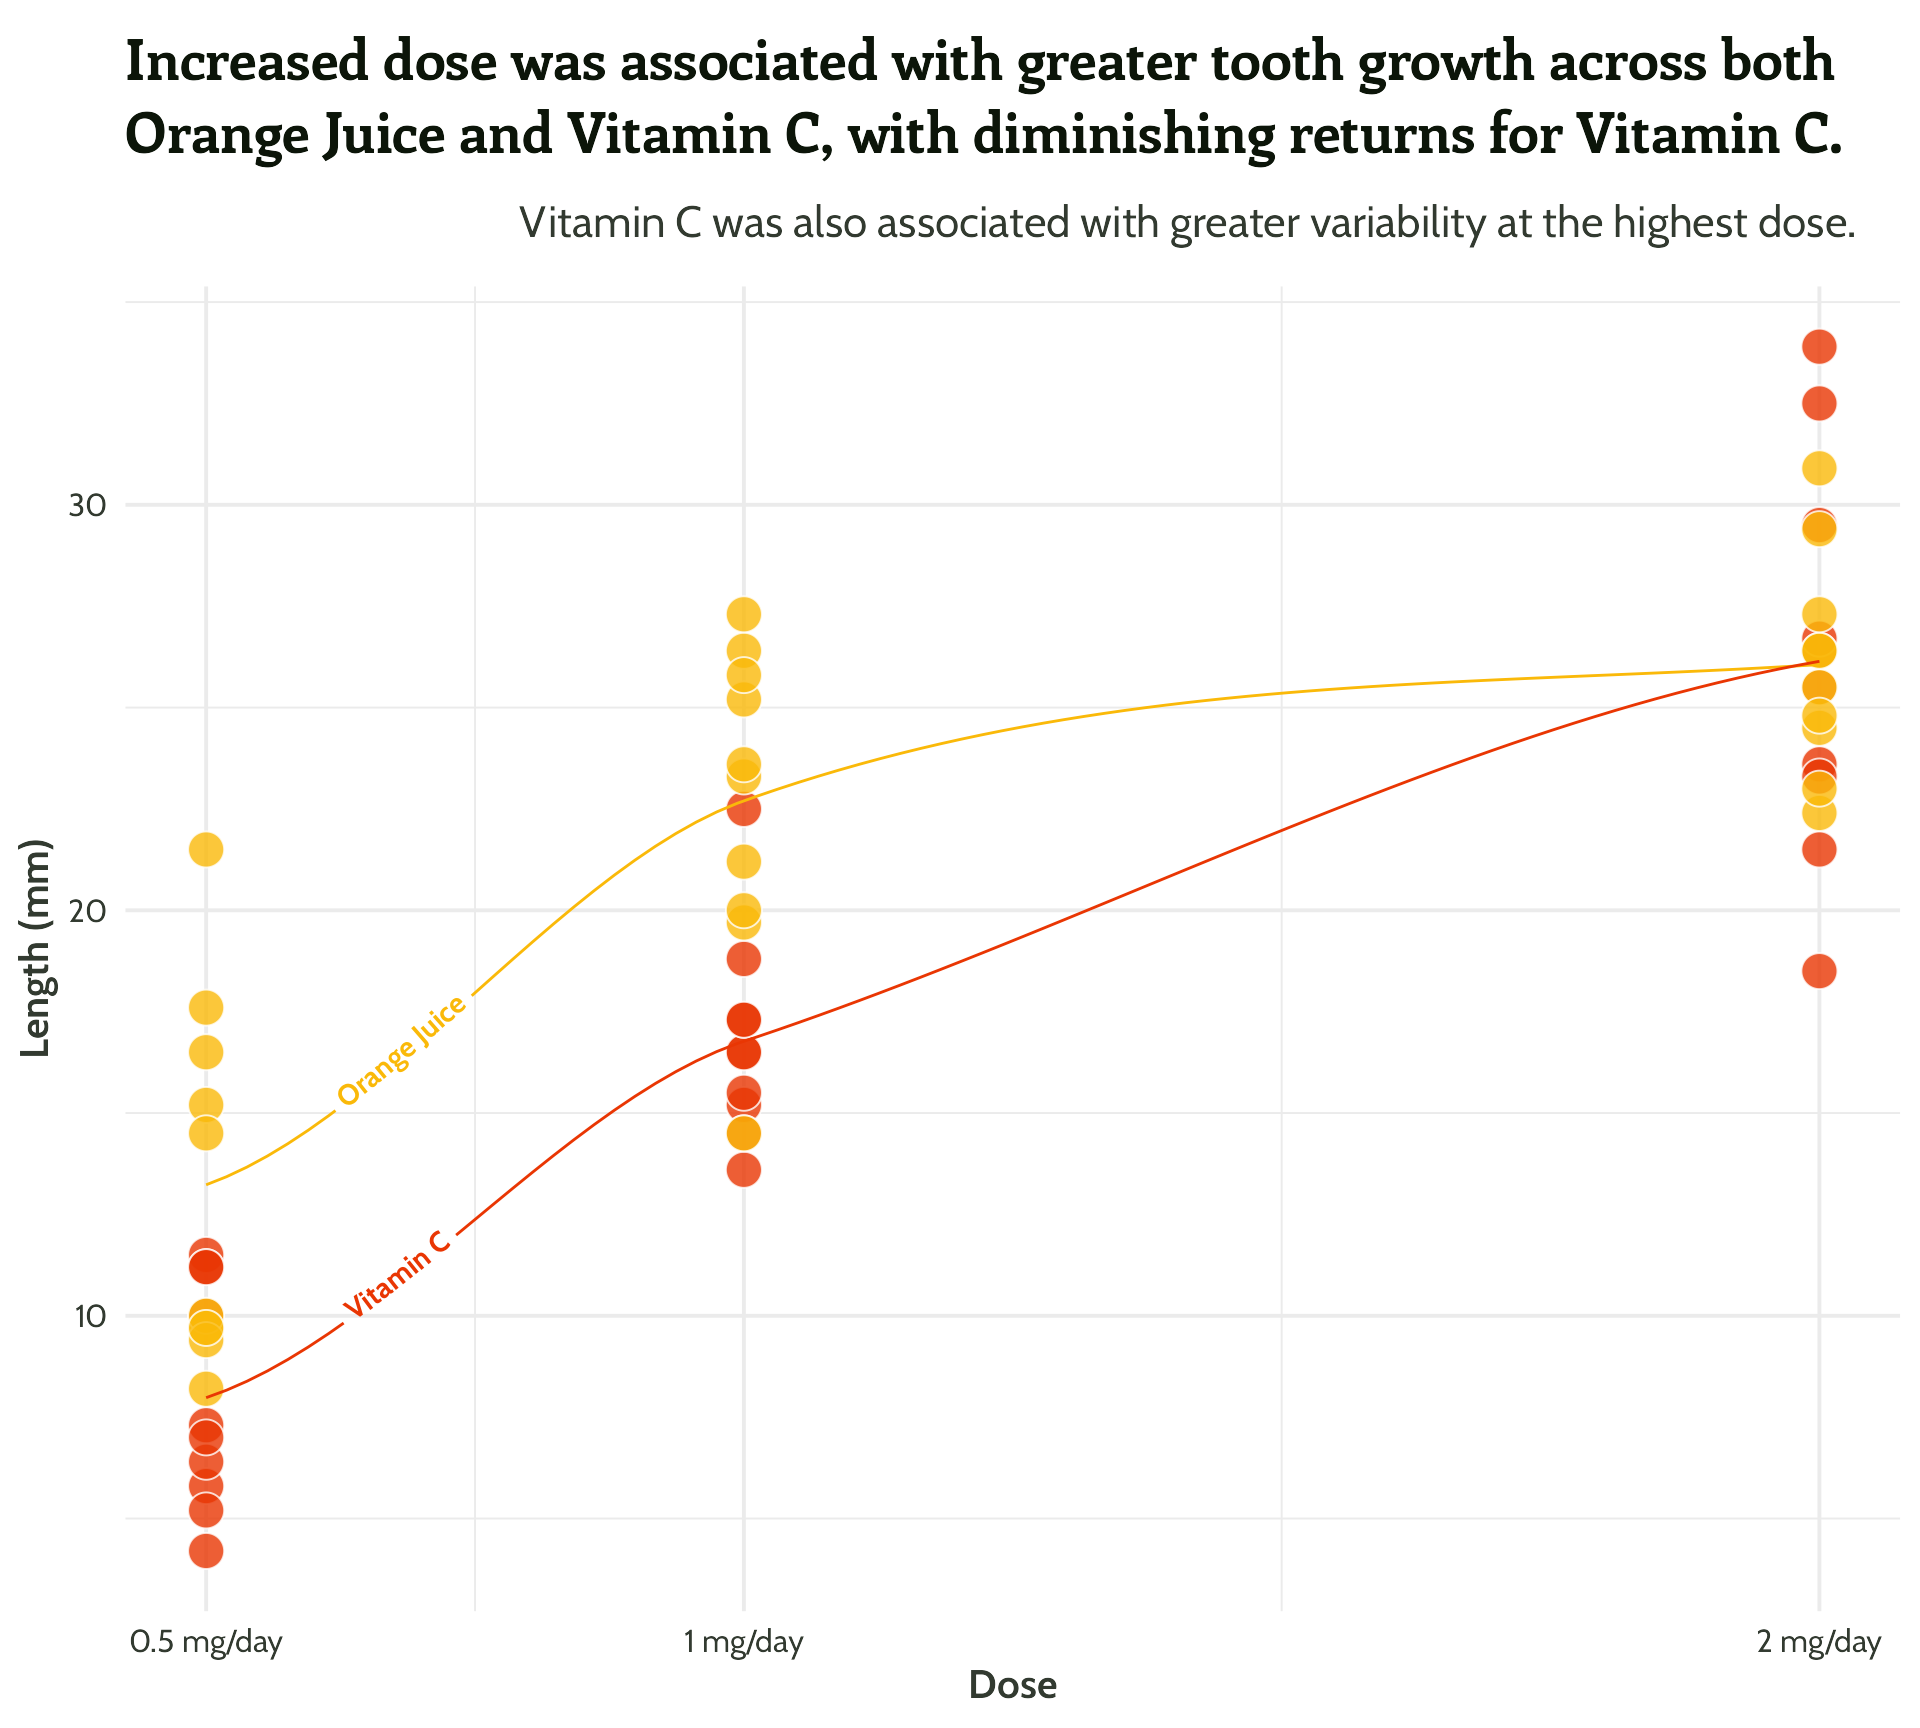 Increased dose was associated with greater tooth growth across both
Orange Juice and Vitamin C, with diminishing returns for Vitamin C.
Vitamin C was also associated with greater variability at the highest dose.
30
20
10
Length (mm)
Orange Juice
Vitamin C
0.5 mg/day
1 mg/day
2 mg/day
Dose